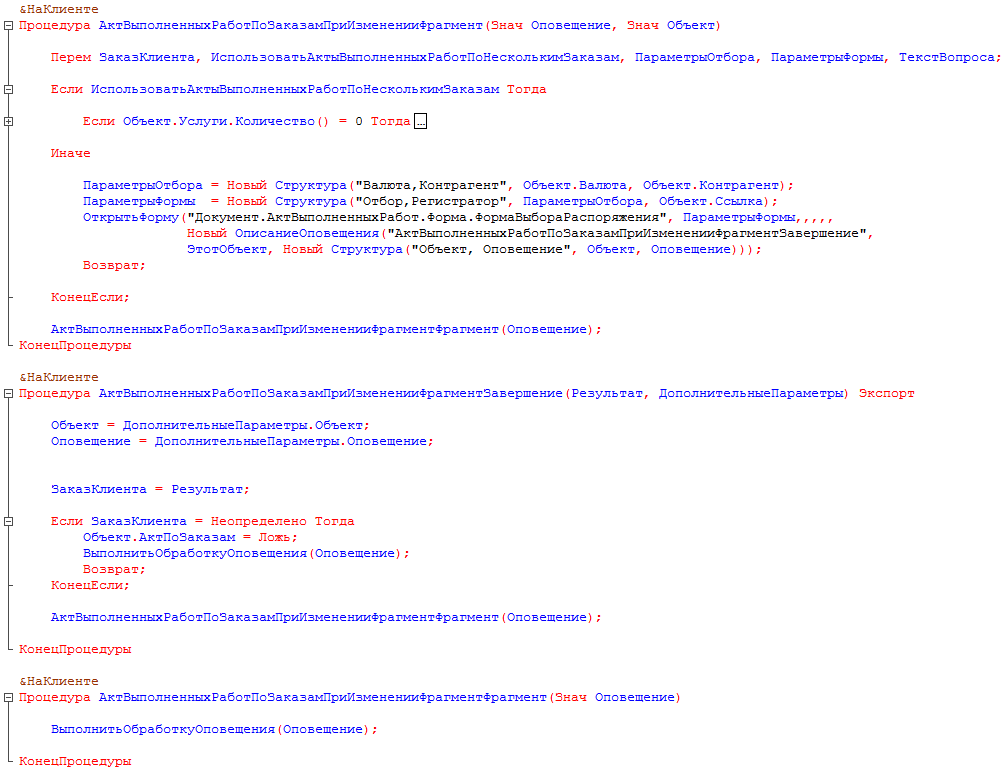 &НаКлиенте
Процедура АктВыполненныхРаботПоЗаказамПриИзмененииФрагмент(Знач Оповещение, Знач Объект)
Перем ЗаказКлиента, ИспользоватьАктыВыполненныхРаботПоНесколькимЗаказам, ПараметрыОтбора, ПараметрыФормы, ТекстВопроса;
Если ИспользоватьАктыВыполненныхРаботПоНесколькимЗаказам Тогда
Если Объект.Услуги.Количество() = 0 Тогда ...
Иначе
ПараметрыОтбора = Новый Структура("Валюта,Контрагент", Объект.Валюта, Объект.Контрагент);
ПараметрыФормы  = Новый Структура("Отбор,Регистратор", ПараметрыОтбора, Объект.Ссылка);
ОткрытьФорму("Документ.АктВыполненныхРабот.Форма.ФормаВыбораРаспоряжения", ПараметрыФормы,,,,,
Новый ОписаниеОповещения("АктВыполненныхРаботПоЗаказамПриИзмененииФрагментЗавершение",
ЭтотОбъект, Новый Структура("Объект, Оповещение", Объект, Оповещение)));
Возврат;
КонецЕсли;
АктВыполненныхРаботПоЗаказамПриИзмененииФрагментФрагмент(Оповещение);
КонецПроцедуры
&НаКлиенте
Процедура АктВыполненныхРаботПоЗаказамПриИзмененииФрагментЗавершение(Результат, ДополнительныеПараметры) Экспорт
Объект = ДополнительныеПараметры.Объект;
Оповещение = ДополнительныеПараметры.Оповещение;
ЗаказКлиента = Результат;
Если ЗаказКлиента = Неопределено Тогда
Объект.АктПоЗаказам = Ложь;
ВыполнитьОбработкуОповещения(Оповещение);
Возврат;
КонецЕсли;
АктВыполненныхРаботПоЗаказамПриИзмененииФрагментФрагмент(Оповещение);
КонецПроцедуры
&НаКлиенте
Процедура АктВыполненныхРаботПоЗаказамПриИзмененииФрагментФрагмент(Знач Оповещение)
ВыполнитьОбработкуОповещения(Оповещение);
КонецПроцедуры